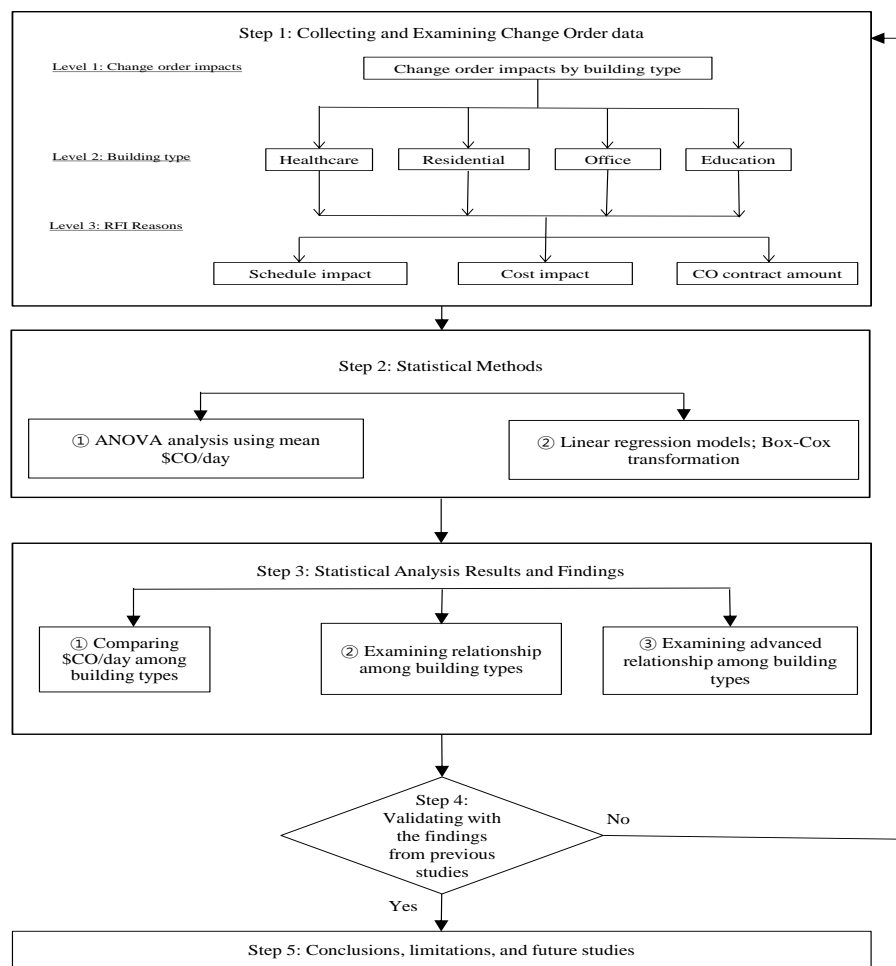 Step 1: Collecting and Examining Change Order data
Level 1: Change order impacts
Change order impacts by building type
Level 2: Building type
Healthcare
Residential
Office
Education
Level 3: RFI Reasons
Schedule impact
Cost impact
CO contract amount
Step 2: Statistical Methods
① ANOVA analysis using mean
$CO/day
② Linear regression models; Box-Cox
transformation
Step 3: Statistical Analysis Results and Findings
① Comparing
$CO/day among
building types
② Examining relationship
among building types
③ Examining advanced
relationship among building
types
Step 4:
Validating with
the findings
from previous
studies
No
Yes
Step 5: Conclusions, limitations, and future studies